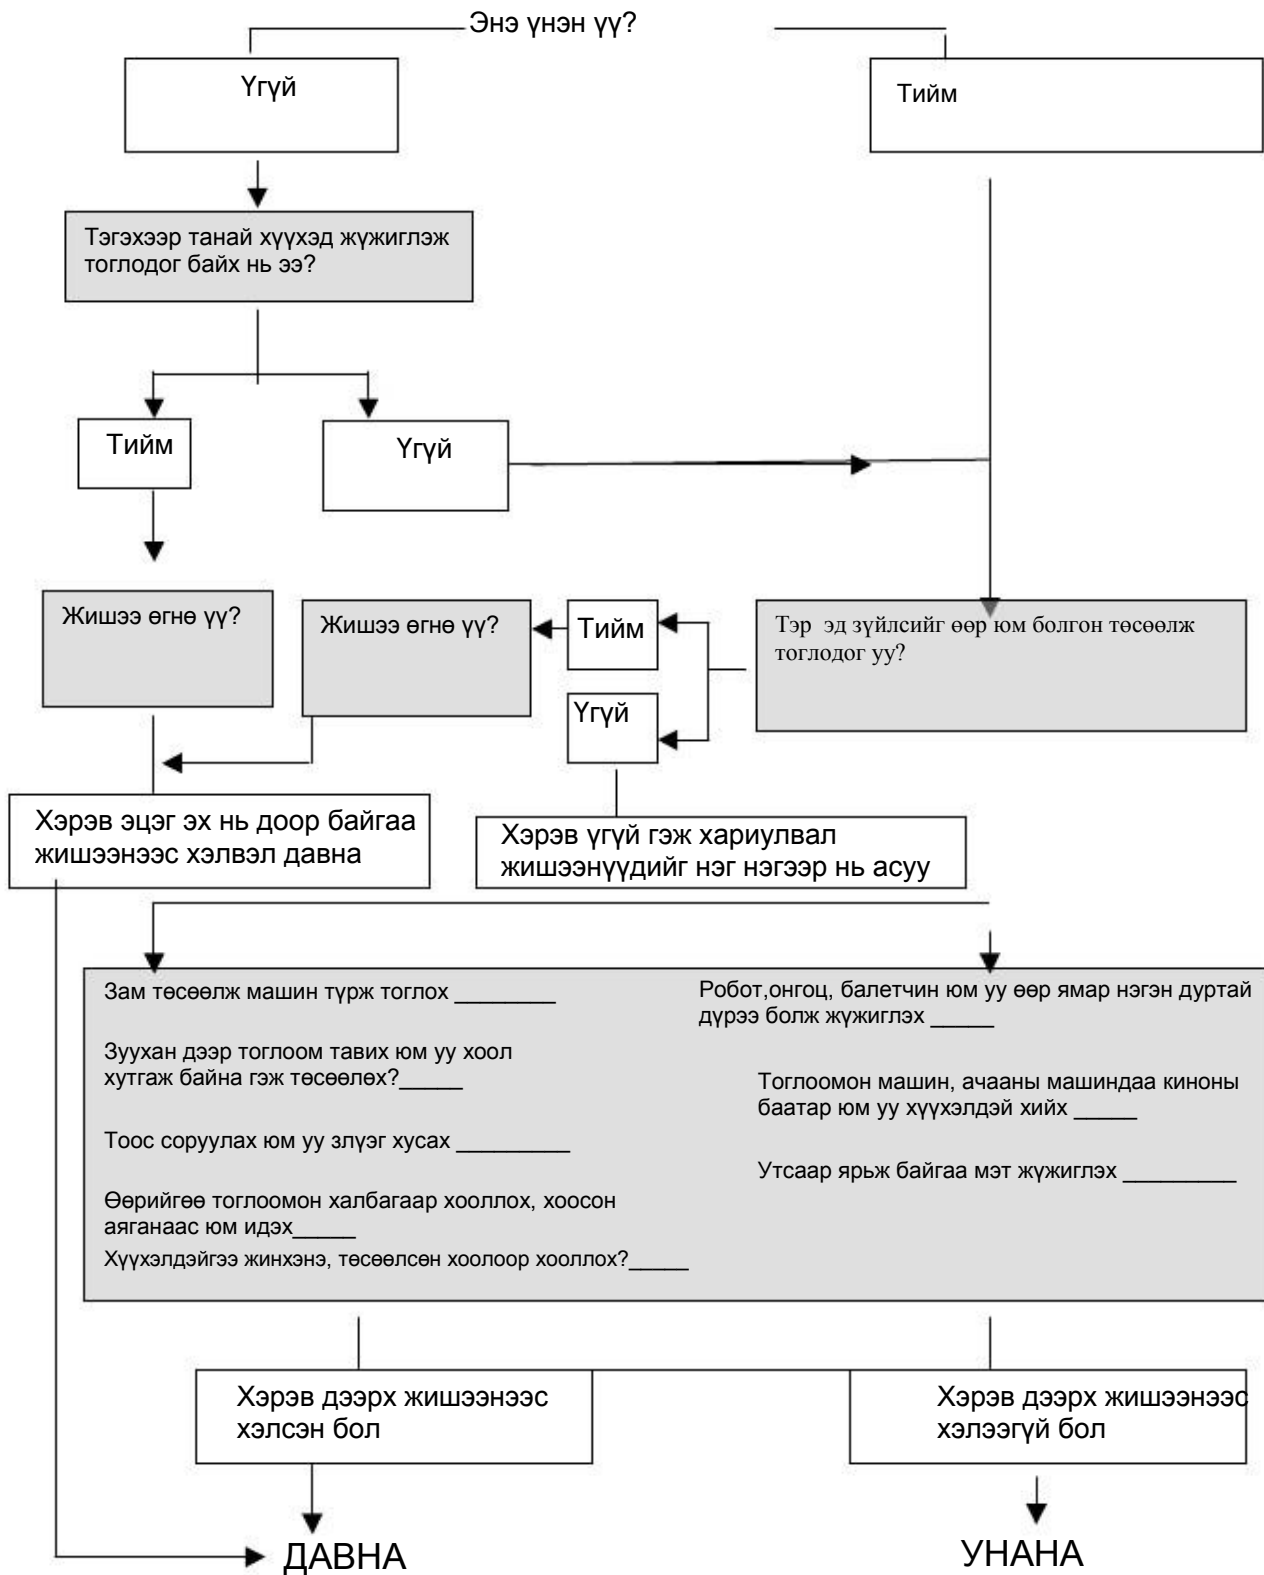 Энэ үнэн үү?
Үгүй
Тийм
Тэгэхээр танай хүүхэд жүжиглэж
тоглодог байх нь ээ?
Тийм
Үгүй
Жишээ өгнө үү?
Жишээ өгнө үү?
Тийм
Үгүй
Тэр эд зүйлсийг өөр юм болгон төсөөлж
тоглодог уу?
Хэрэв эцэг эх нь доор байгаа
жишээнээс хэлвэл давна
Хэрэв үгүй гэж хариулвал
жишээнүүдийг нэг нэгээр нь асуу
Зам төсөөлж машин түрж тоглох ________
Зуухан дээр тоглоом тавих юм уу хоол
хутгаж байна гэж төсөөлөх?_____
Тоос соруулах юм уу злүэг хусах _________
Өөрийгөө тоглоомон халбагаар хооллох, хоосон
аяганаас юм идэх_____
Хүүхэлдэйгээ жинхэнэ, төсөөлсөн хоолоор хооллох?_____
Робот,онгоц, балетчин юм уу өөр ямар нэгэн дуртай
дүрээ болж жүжиглэх _____
Тоглоомон машин, ачааны машиндаа киноны
баатар юм уу хүүхэлдэй хийх _____
Утсаар ярьж байгаа мэт жүжиглэх _________
Хэрэв дээрх жишээнээс
хэлсэн бол
Хэрэв дээрх жишээнээс
хэлээгүй бол
ДАВНА
УНАНА